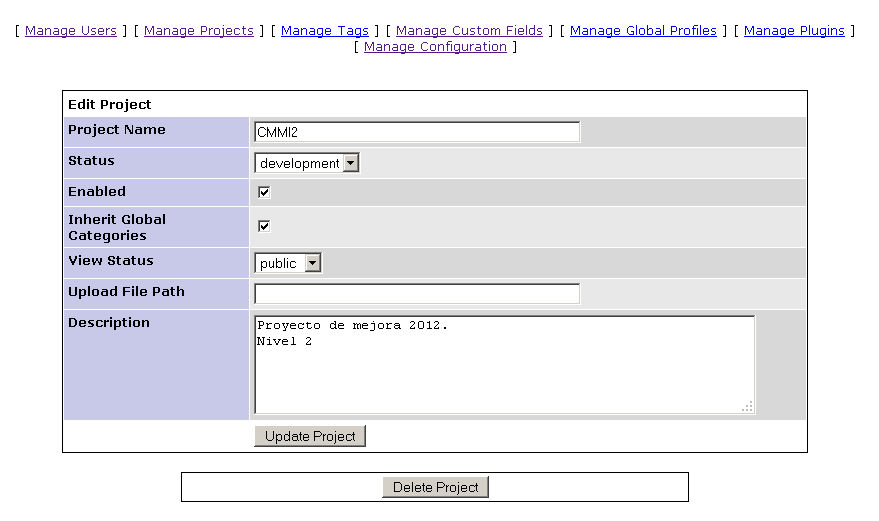 [ Manage Users ] [ Manage Projects ] [ Manage Tags ] [ Manage Custom Fields ] [ Manage Global Profiles ] [ Manage Plugins ]
[ Manage Configuration ]
Edit Project
Project Name CMMI2
Status development
Enabled
Inherit Global
Categories
View Status public
Upload File Path
Description Proyecto de mejora 2012.
Nivel 2
Update Project
Delete Project